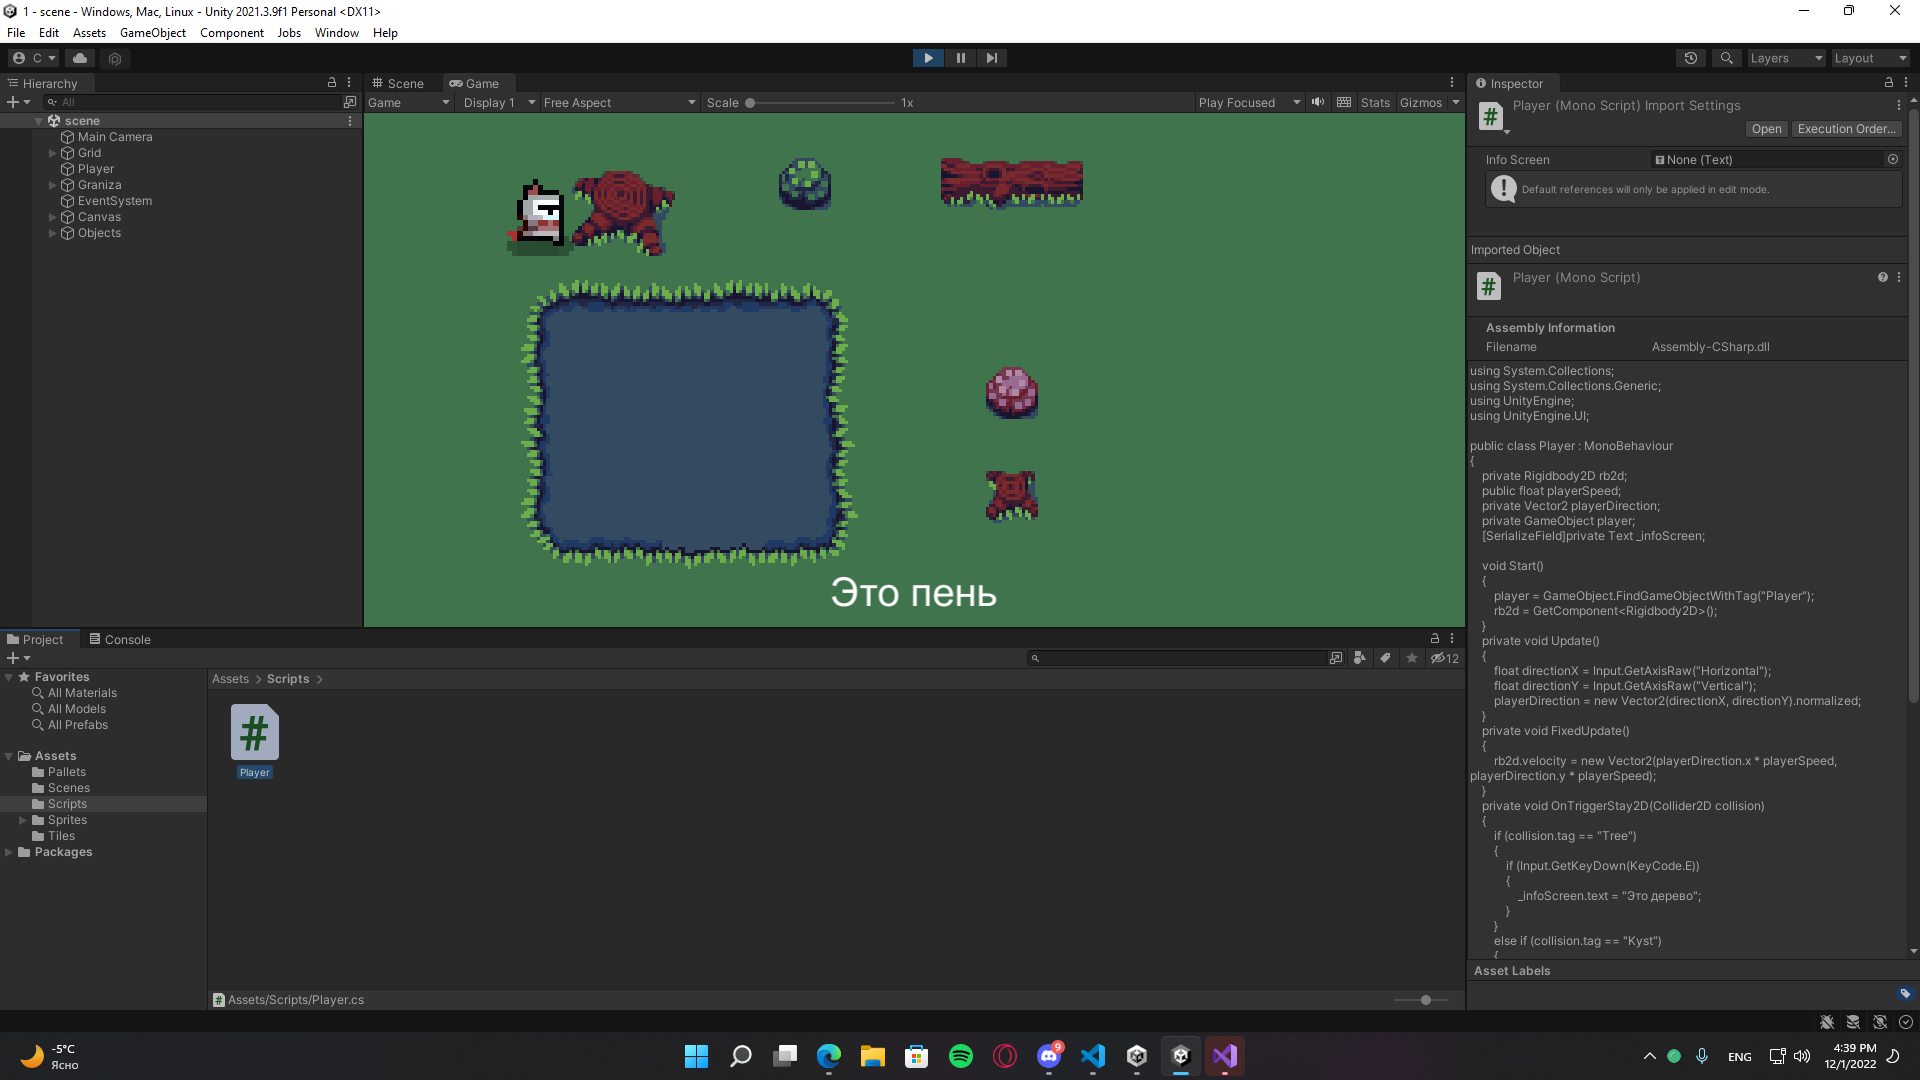 1 - scene - Windows, Mac, Linux - Unity 2021.3.9f1 Personal <DX11>
File Edit Assets GameObject Component Jobs Window Help
C Layers Layout
Hierarchy
All
scene
Main Camera
Grid
Player
Graniza
EventSystem
Canvas
Objects
Scene Game
Game Display 1 Free Aspect Scale 1x Play Focused Stats Gizmos
Это пень
Inspector
Player (Mono Script) Import Settings
Open Execution Order...
Info Screen None (Text)
Default references will only be applied in edit mode.
Imported Object
Player (Mono Script)
Assembly Information
Filename Assembly-CSharp.dll
using System.Collections;
using System.Collections.Generic;
using UnityEngine;
using UnityEngine.UI;
public class Player : MonoBehaviour
{
private Rigidbody2D rb2d;
public float playerSpeed;
private Vector2 playerDirection;
private GameObject player;
[SerializeField]private Text _infoScreen;
void Start()
{
player = GameObject.FindGameObjectWithTag("Player");
rb2d = GetComponent<Rigidbody2D>();
}
private void Update()
{
float directionX = Input.GetAxisRaw("Horizontal");
float directionY = Input.GetAxisRaw("Vertical");
playerDirection = new Vector2(directionX, directionY).normalized;
}
private void FixedUpdate()
{
rb2d.velocity = new Vector2(playerDirection.x * playerSpeed,
playerDirection.y * playerSpeed);
}
private void OnTriggerStay2D(Collider2D collision)
{
if (collision.tag == "Tree")
{
if (Input.GetKeyDown(KeyCode.E))
{
_infoScreen.text = "Это дерево";
}
}
else if (collision.tag == "Kyst")
{
Asset Labels
Project Console
12
Favorites
All Materials
All Models
All Prefabs
Assets
Pallets
Scenes
Scripts
Sprites
Tiles
Packages
Assets > Scripts >
#
Player
Assets/Scripts/Player.cs
-5°C
Ясно
9
ENG
4:39 PM
12/1/2022